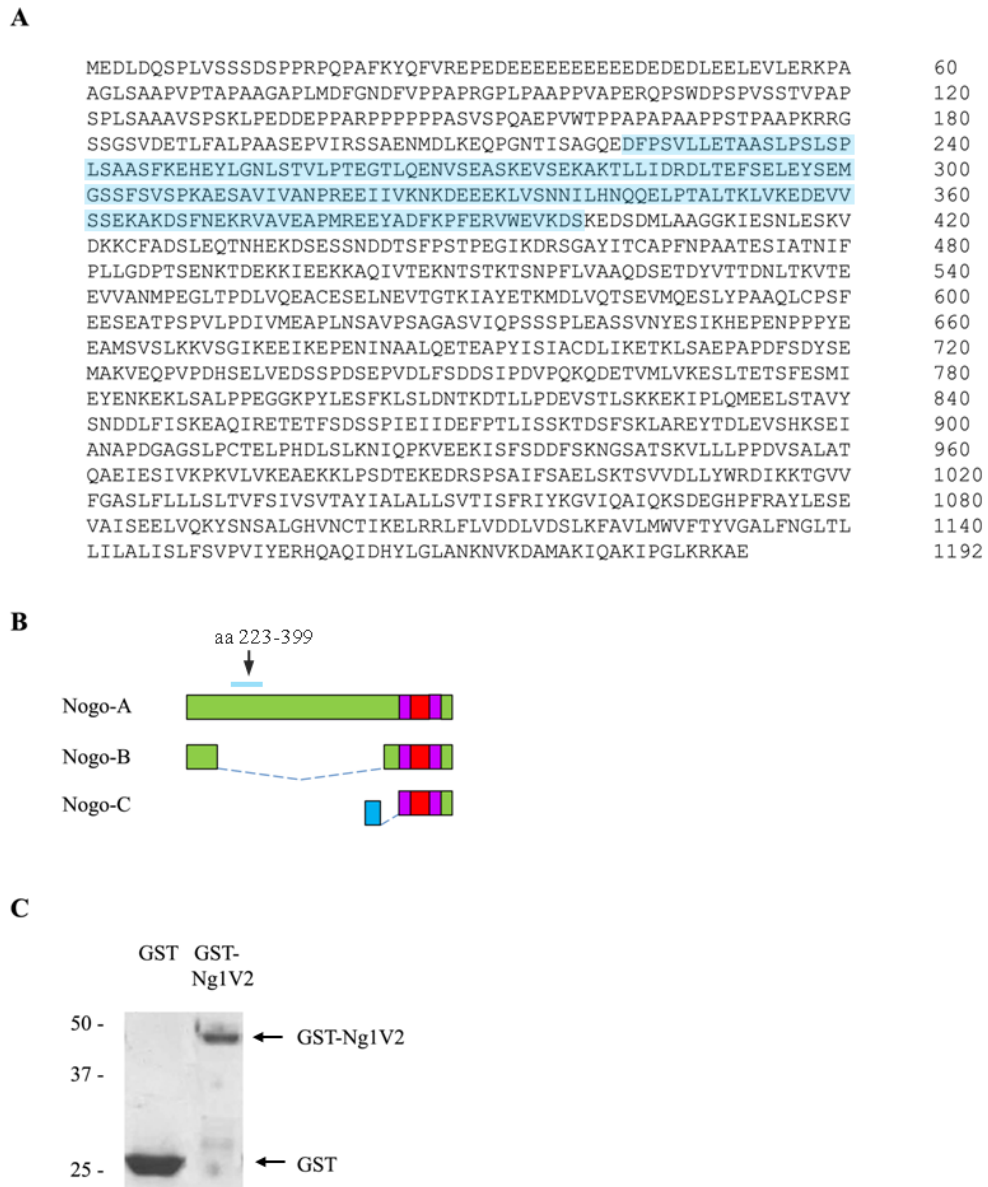 A
MEDLDQSPLVSSSDSPPRPQPAFKYQFVREPEDEEEEEEEEEEDEDEDLEELEVLERKPA 60
AGLSAAPVPTAPAAGAPLMDFGNDFVPPAPRGPLPAAPPVAPERQPSWDPSPVSSTVPAP 120
SPLSAAAVSPSKLPEDDEPPARPPPPPPASVSPQAEPVWTPPAPAPAAPPSTPAAPKRRG 180
SSGSVDETLFALPAASEPVIRSSAENMDLKEQPGNTISAGQEDFPSVLLETAASLPSLSP 240
LSAASFKEHEYLGNLSTVLPTEGTLQENVSEASKEVSEKAKTLLIDRDLTEFSELEYSEM 300
GSSFSVSPKAESAVIVANPREEIIVKNKDEEEKLVSNNILHNQQELPTALTKLVKEDEVV 360
SSEKAKDSFNEKRVAVEAPMREEYADFKPFERVWEVKDSKEDSDMLAAGGKIESNLESKV 420
DKKCFADSLEQTNHEKDSESSNDDTSFPSTPEGIKDRSGAYITCAPFNPAATESIATNIF 480
PLLGDPTSENKTDEKKIEEKKAQIVTEKNTSTKTSNPFLVAAQDSETDYVTTDNLTKVTE 540
EVVANMPEGLTPDLVQEACESELNEVTGTKIAYETKMDLVQTSEVMQESLYPAAQLCPSF 600
EESEATPSPVLPDIVMEAPLNSAVPSAGASVIQPSSSPLEASSVNYESIKHEPENPPPYE 660
EAMSVSLKKVSGIKEEIKEPENINAALQETEAPYISIACDLIKETKLSAEPAPDFSDYSE 720
MAKVEQPVPDHSELVEDSSPDSEPVDLFSDDSIPDVPQKQDETVMLVKESLTETSFESMI 780
EYENKEKLSALPPEGGKPYLESFKLSLDNTKDTLLPDEVSTLSKKEKIPLQMEELSTAVY 840
SNDDLFISKEAQIRETETFSDSSPIEIIDEFPTLISSKTDSFSKLAREYTDLEVSHKSEI 900
ANAPDGAGSLPCTELPHDLSLKNIQPKVEEKISFSDDFSKNGSATSKVLLLPPDVSALAT 960
QAEIESIVKPKVLVKEAEKKLPSDTEKEDRSPSAIFSAELSKTSVVDLLYWRDIKKTGVV 1020
FGASLFLLLSLTVFSIVSVTAYIALALLSVTISFRIYKGVIQAIQKSDEGHPFRAYLESE 1080
VAISEELVQKYSNSALGHVNCTIKELRRLFLVDDLVDSLKFAVLMWVFTYVGALFNGLTL 1140
LILALISLFSVPVIYERHQAQIDHYLGLANKNVKDAMAKIQAKIPGLKRKAE 1192
B
aa 223-399
Nogo-A
Nogo-B
Nogo-C
C
GST GST-
Ng1V2
50 -
GST-Ng1V2
37 -
25 -
GST